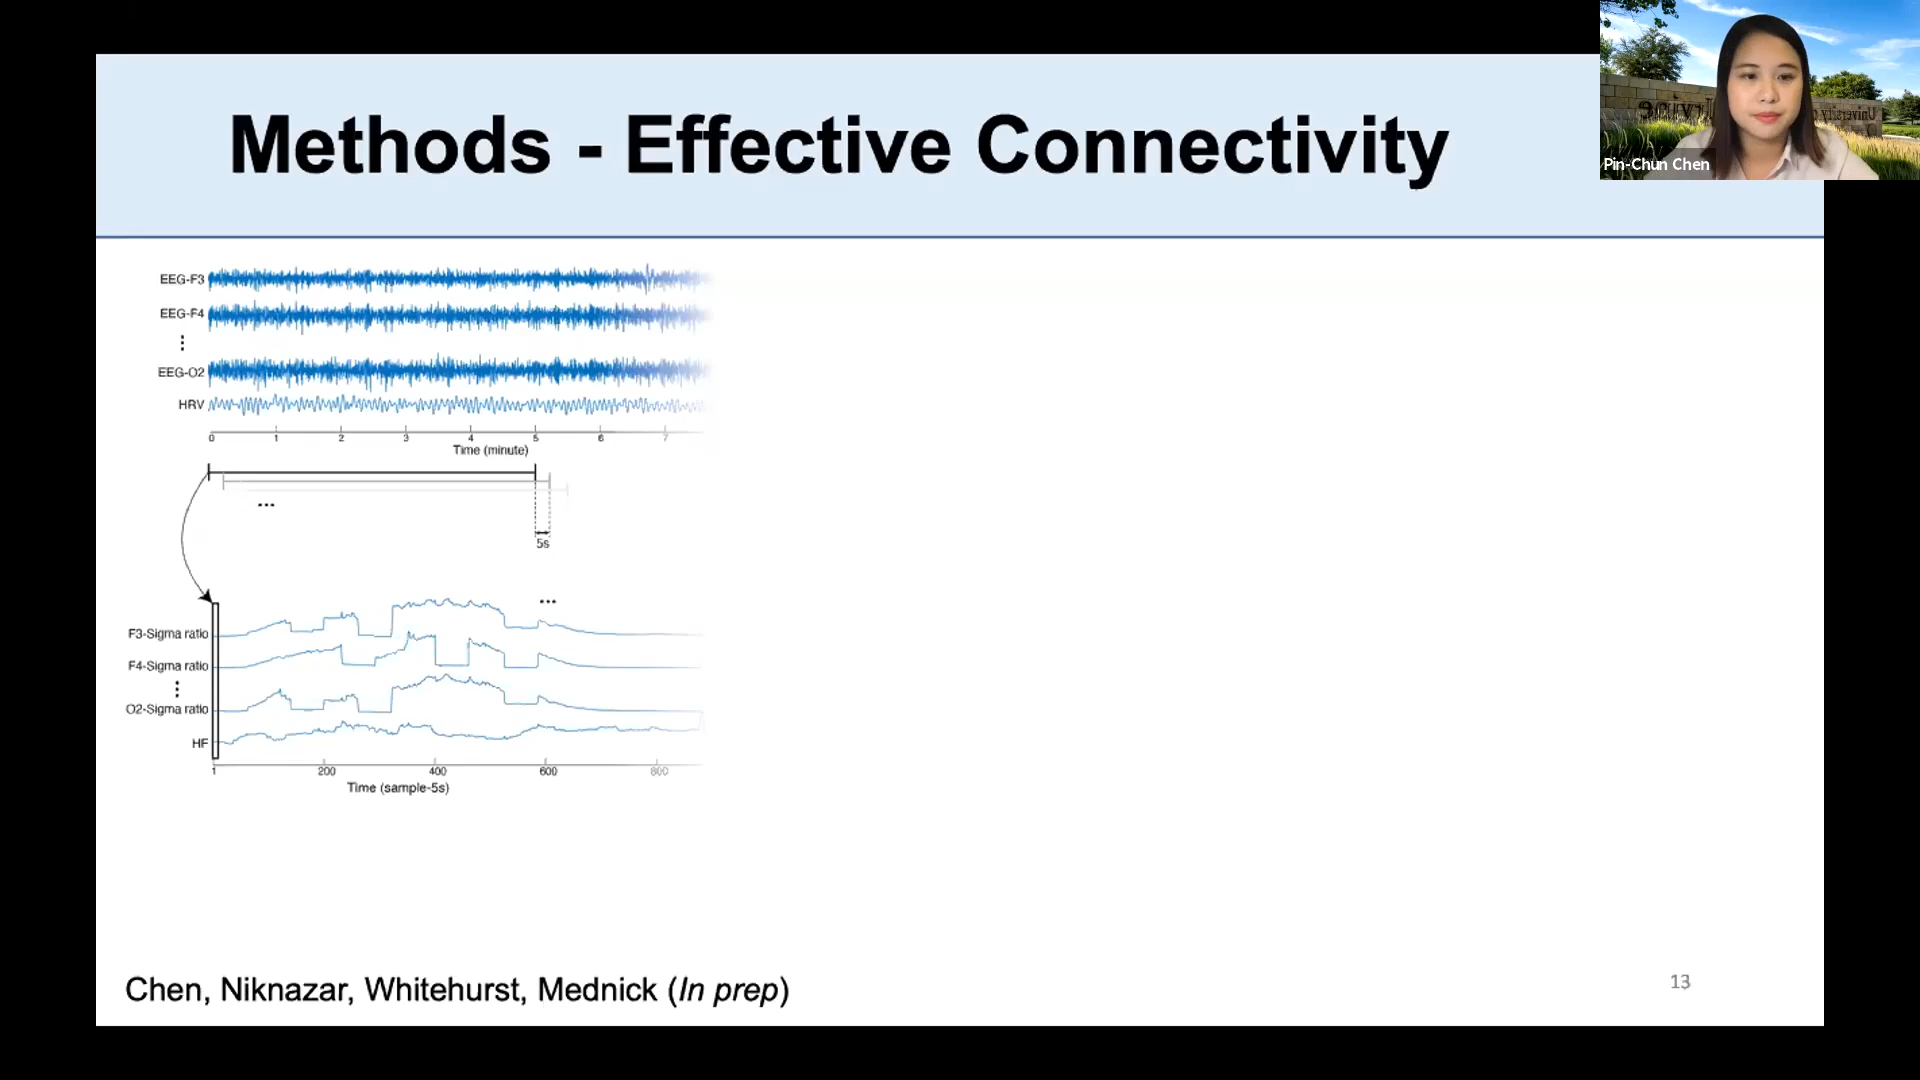 Methods - Effective Connectivity
Pin-Chun Chen
EEG-F3
EEG-F4
EEG-O2
HRV
0 1 2 3 4 5 6 7
Time (minute)
...
5s
...
F3-Sigma ratio
F4-Sigma ratio
O2-Sigma ratio
HF
1 200 400 600 800
Time (sample-5s)
Chen, Niknazar, Whitehurst, Mednick (In prep)
13